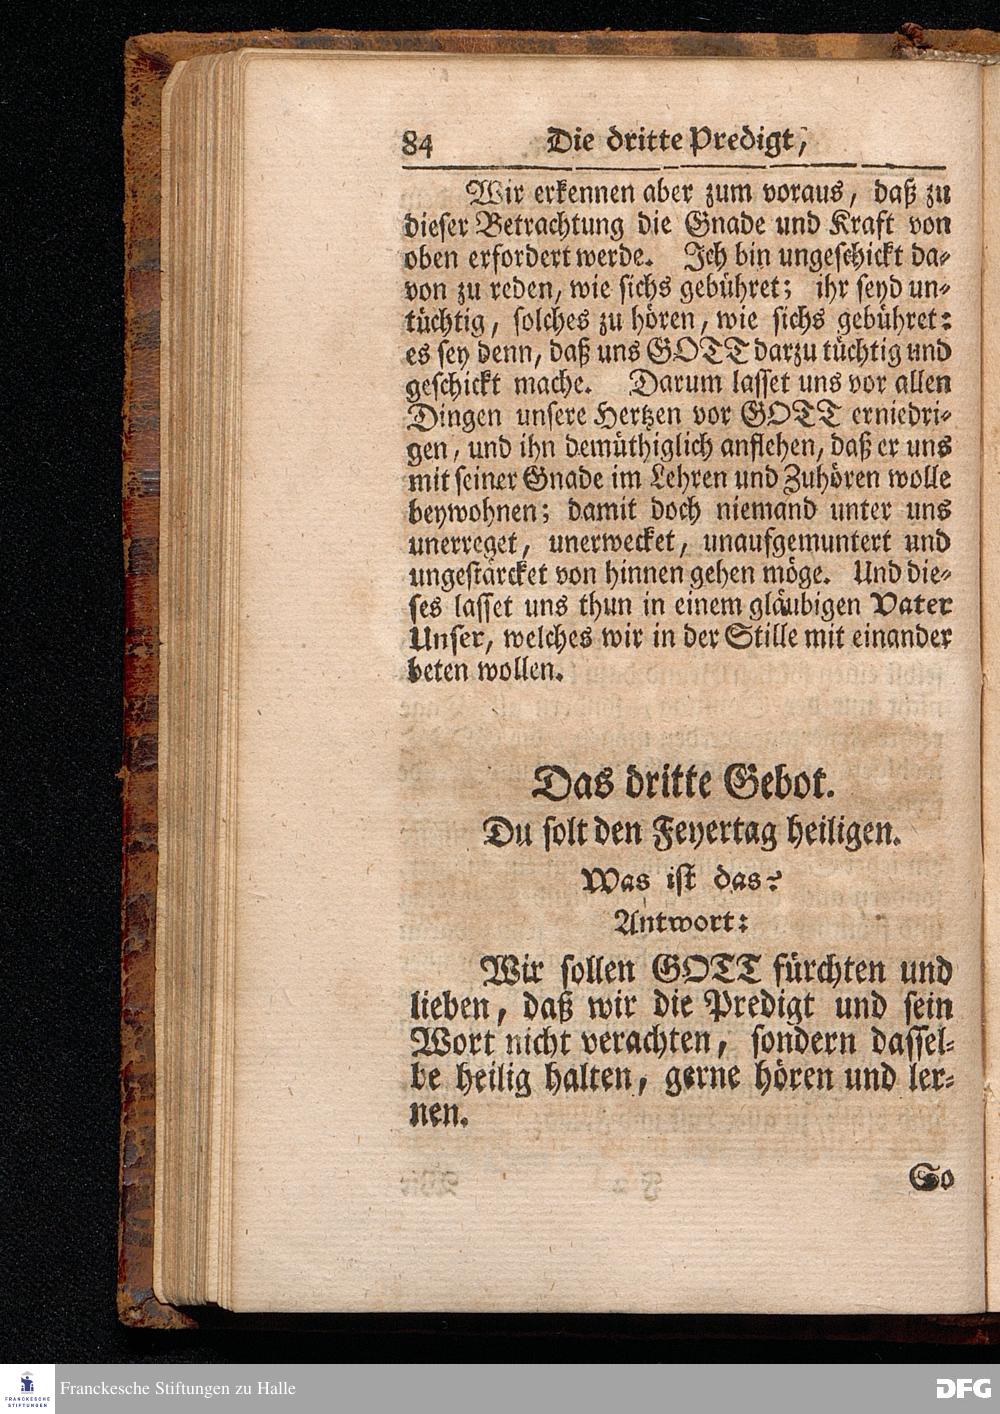 84 Die dritte Predigt,
Wir erkennen aber zum voraus, daß zu
dieser Betrachtung die Gnade und Kraft von
oben erfordert werde. Ich bin ungeschickt da-
von zu reden, wie sichs gebühret; ihr seyd un-
tüchtig, solches zu hören, wie sichs gebühret:
es sey denn, daß uns GOTT darzu tüchtig und
geschickt mache. Darum lasset uns vor allen
Dingen unsere Hertzen vor GOTT erniedri-
gen, und ihn demüthiglich anflehen, daß er uns
mit seiner Gnade im Lehren und Zuhören wolle
beywohnen; damit doch niemand unter uns
unerreget, unerwecket, unaufgemuntert und
ungestärcket von hinnen gehen möge. Und die-
ses lasset uns thun in einem gläubigen Vater
Unser, welches wir in der Stille mit einander
beten wollen.
Das dritte Gebot.
Du solt den Feyertag heiligen.
Was ist das?
Antwort:
Wir sollen GOTT fürchten und
lieben, daß wir die Predigt und sein
Wort nicht verachten, sondern dassel-
be heilig halten, gerne hören und ler-
nen.
So
FRANCKESCHE
STIFTUNGEN
Franckesche Stiftungen zu Halle
DFG